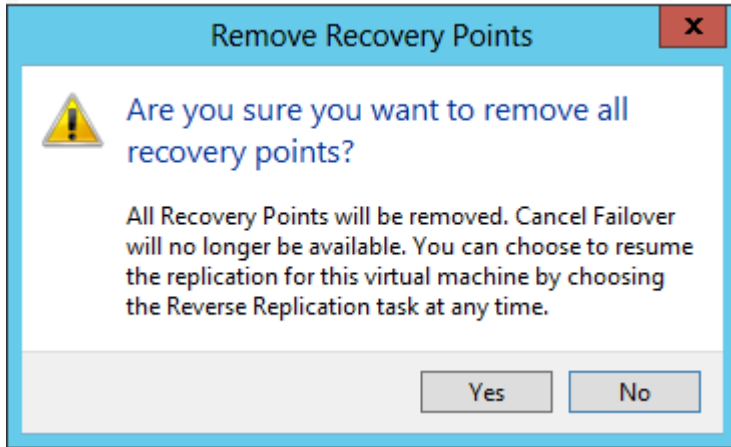 Remove Recovery Points
x
Are you sure you want to remove all
recovery points?
All Recovery Points will be removed. Cancel Failover
will no longer be available. You can choose to resume
the replication for this virtual machine by choosing
the Reverse Replication task at any time.
Yes No